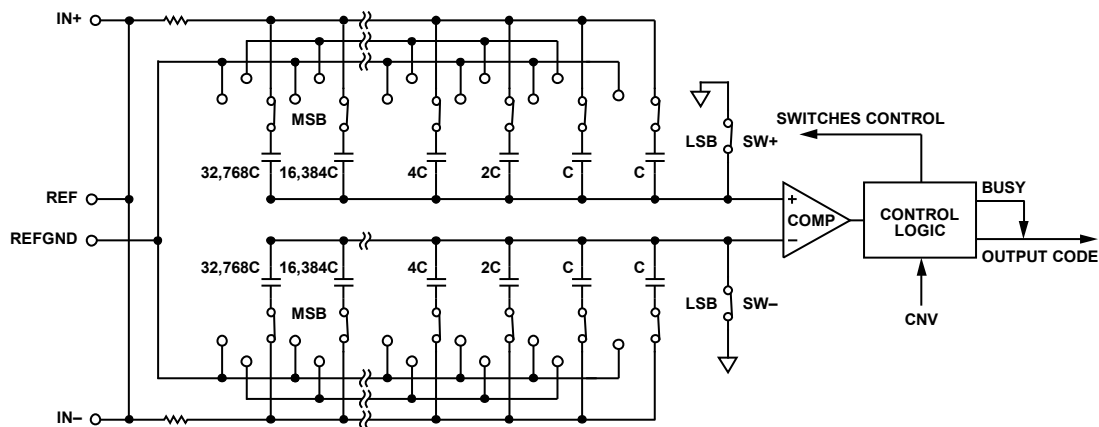 IN+
MSB
32,768C 16,384C 4C 2C C C
LSB SW+
SWITCHES CONTROL
REF
REFGND
+
COMP
−
CONTROL
LOGIC
BUSY
OUTPUT CODE
CNV
32,768C 16,384C 4C 2C C C
MSB
LSB SW−
IN−